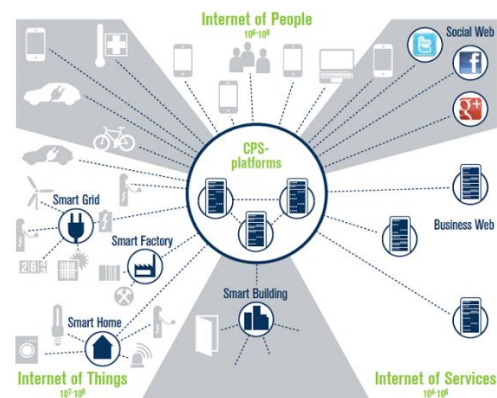 Internet of People
10⁶-10⁸
Social Web
CPS-
platforms
Smart Grid
Smart Factory
Business Web
Smart Building
Smart Home
Internet of Things
10⁷-10⁹
Internet of Services
10⁴-10⁶